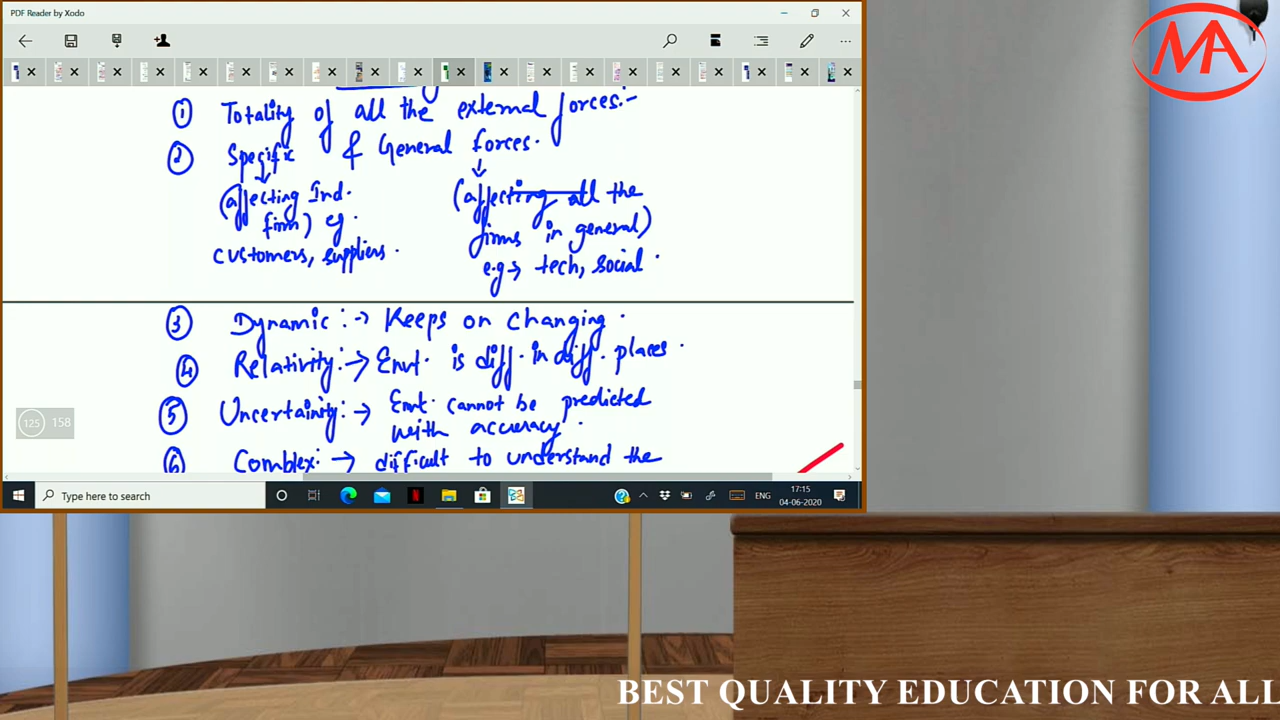 PDF Reader by Xodo
MA
① Totality of all the external forces:-
② Specific & General forces.
(affecting Ind. firm) eg.
customers, suppliers.
(affecting all the
firms in general)
e.g → tech, social.
③ Dynamic:→ Keeps on changing.
④ Relativity:→ Envt. is diff. in diff. places.
⑤ Uncertainity:→ Envt. cannot be predicted
with accuracy.
125 158
⑥ Complex: → difficult to understand the
Type here to search
ENG
17:15
04-06-2020
BEST QUALITY EDUCATION FOR ALL